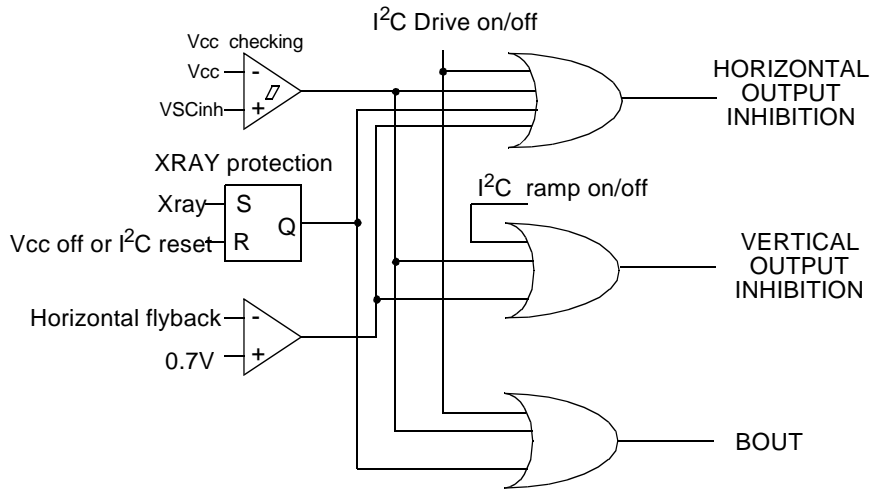 I²C Drive on/off
Vcc checking
Vcc
-
VSCinh
+
HORIZONTAL
OUTPUT
INHIBITION
XRAY protection
Xray
S
Q
Vcc off or I²C reset
R
I²C ramp on/off
VERTICAL
OUTPUT
INHIBITION
Horizontal flyback
-
0.7V
+
BOUT